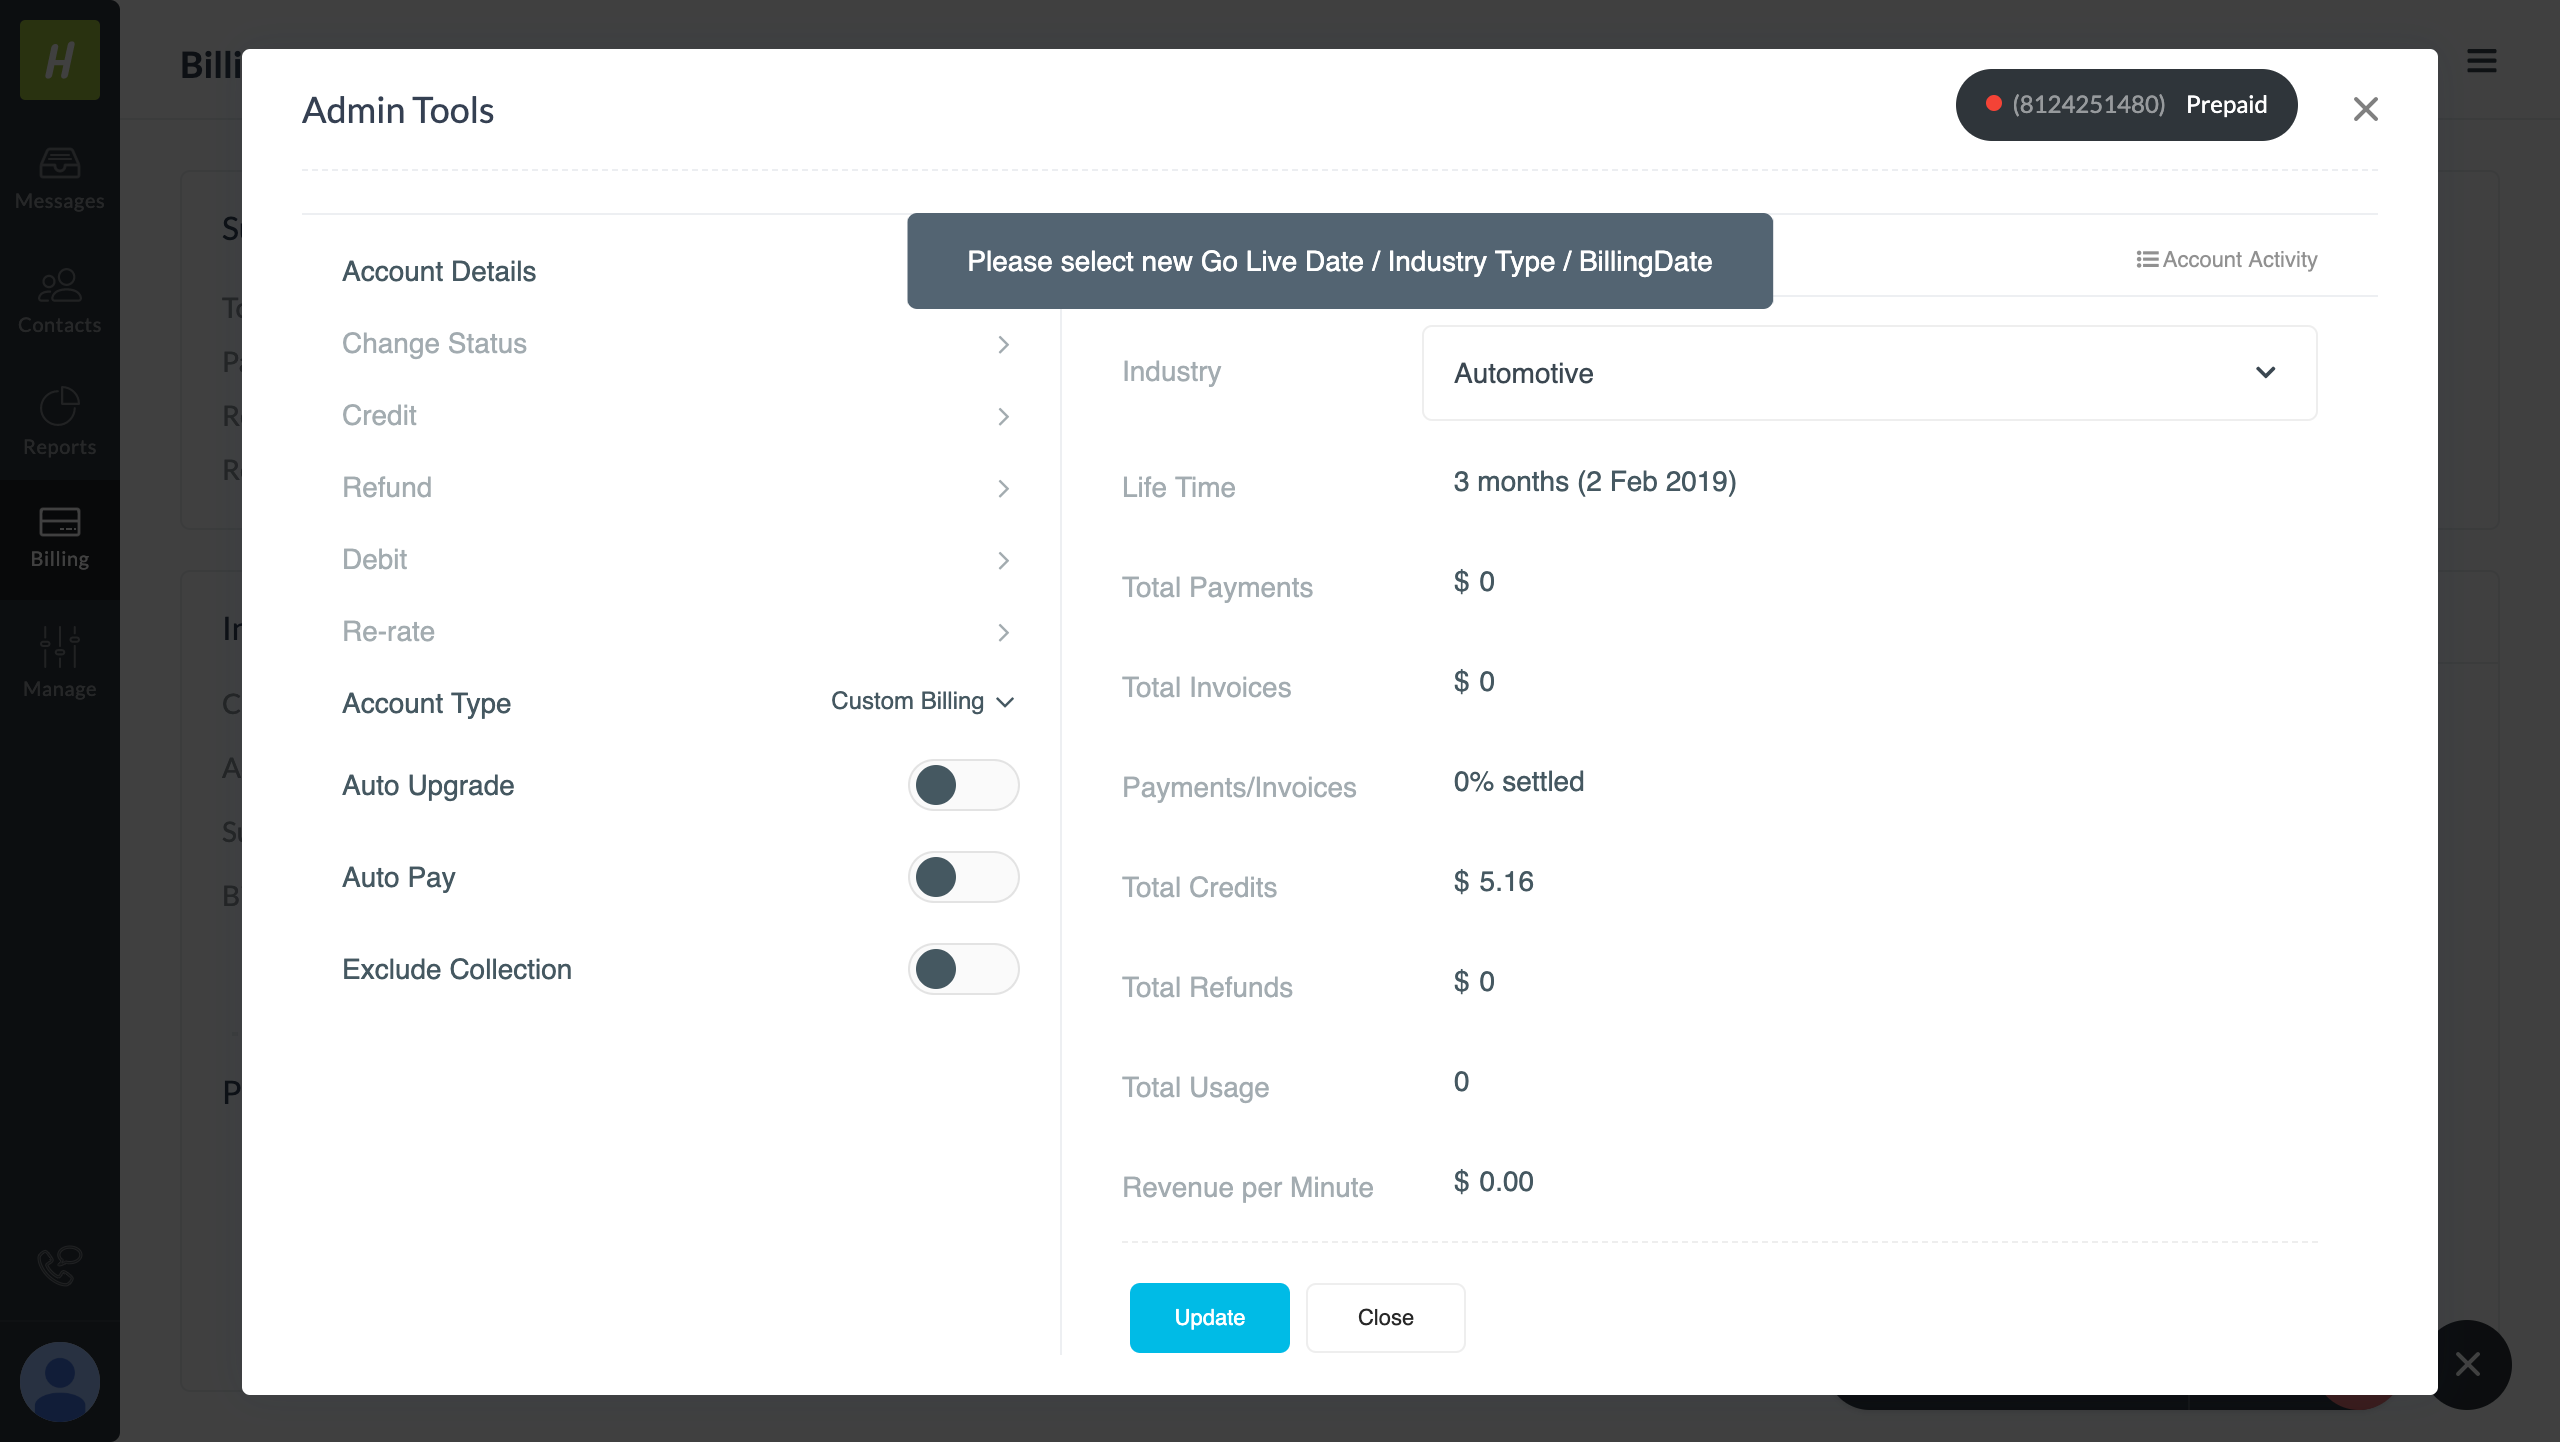 H
Messages
Contacts
Reports
Billing
Manage
Billi
Admin Tools
(8124251480) Prepaid
Please select new Go Live Date / Industry Type / BillingDate
Account Activity
Account Details
Change Status
Credit
Refund
Debit
Re-rate
Account Type
Custom Billing
Auto Upgrade
Auto Pay
Exclude Collection
Industry
Automotive
Life Time
3 months (2 Feb 2019)
Total Payments
$ 0
Total Invoices
$ 0
Payments/Invoices
0% settled
Total Credits
$ 5.16
Total Refunds
$ 0
Total Usage
0
Revenue per Minute
$ 0.00
Update
Close